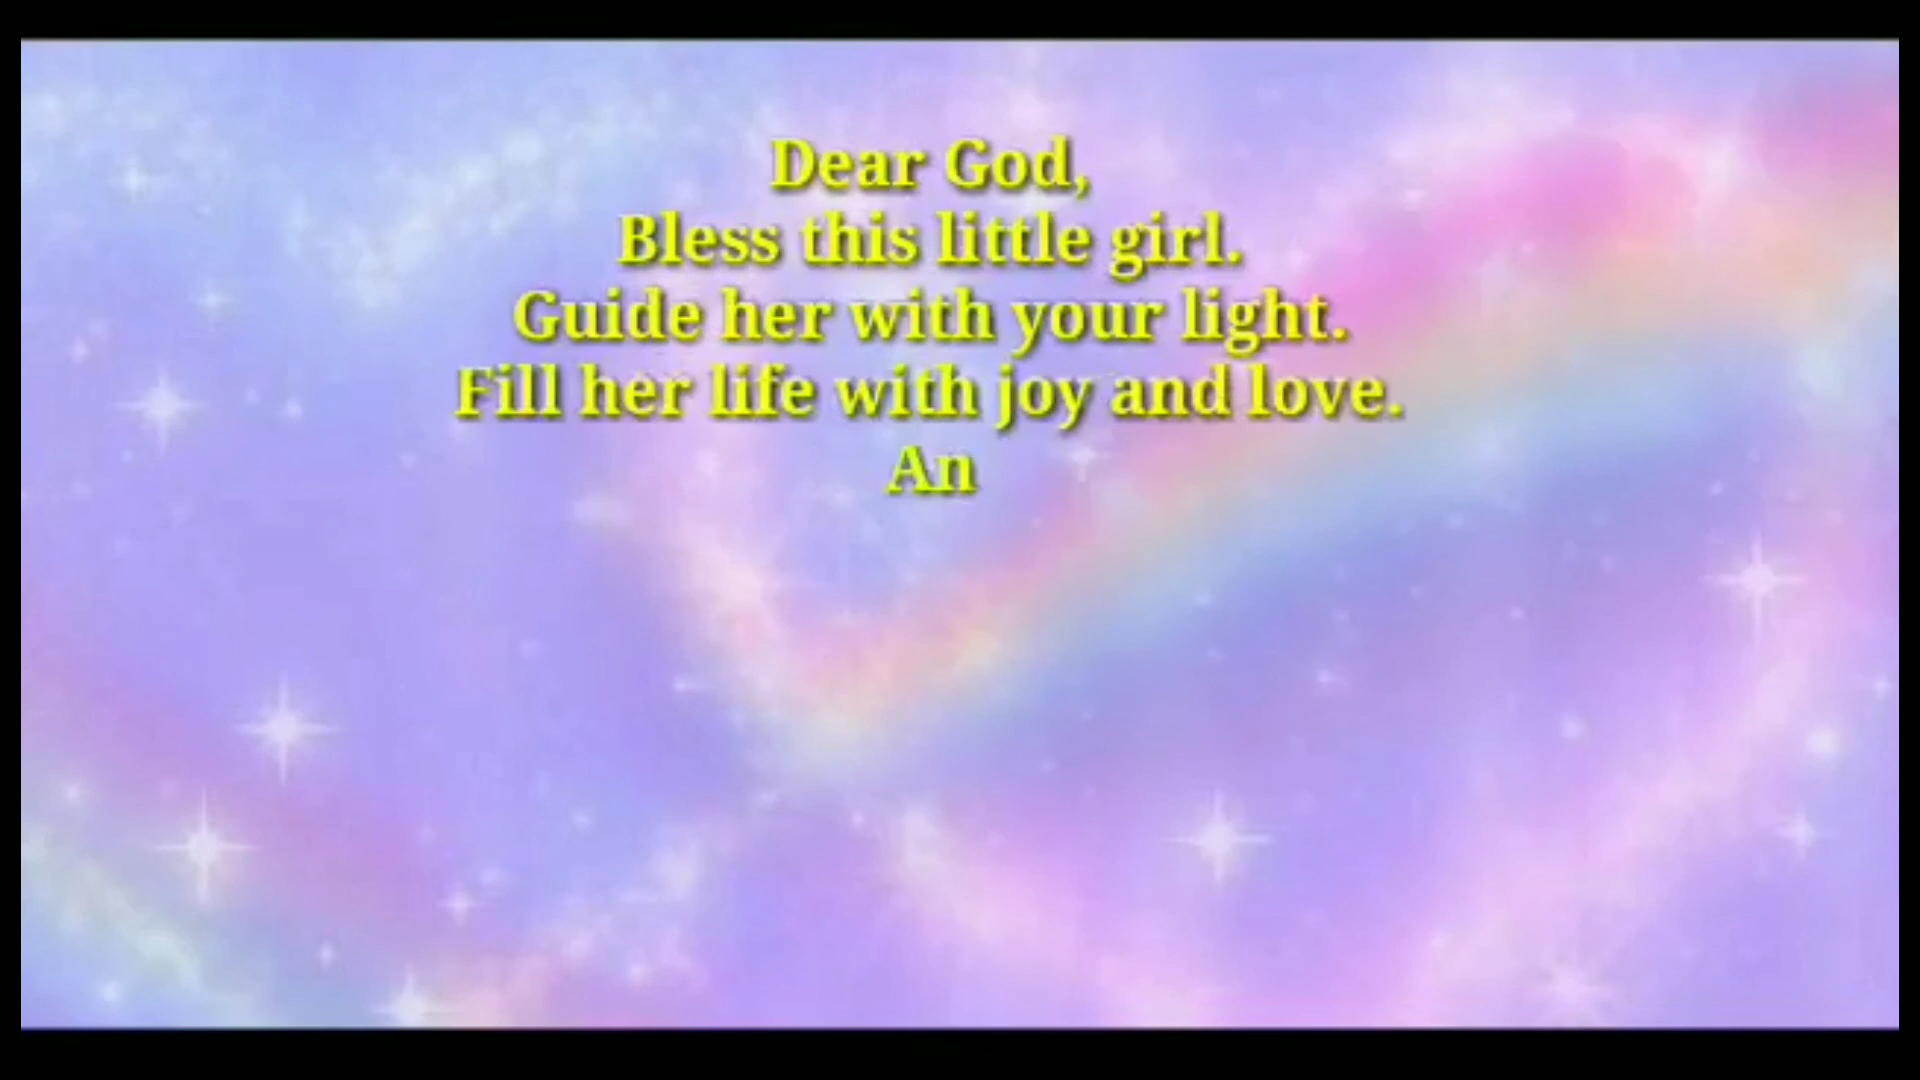 Dear God,
Bless this little girl.
Guide her with your light.
Fill her life with joy and love.
An